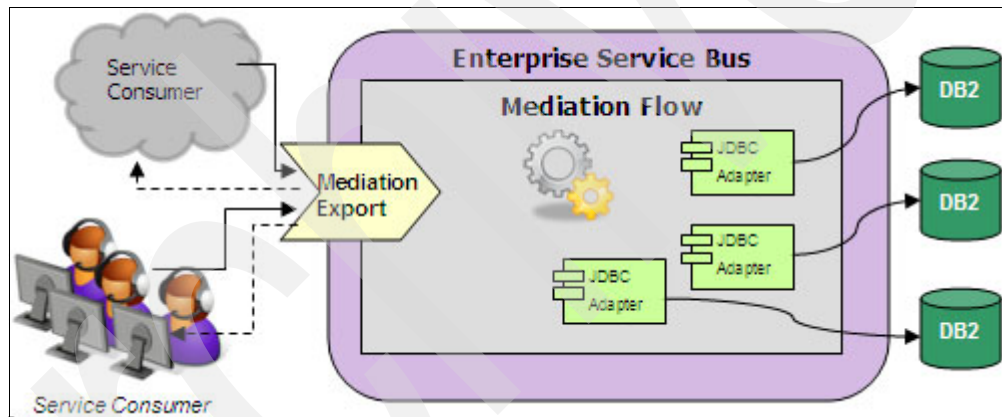 Service
Consumer
Enterprise Service Bus
Mediation Flow
Mediation
Export
JDBC
Adapter
JDBC
Adapter
JDBC
Adapter
DB2
DB2
DB2
Service Consumer